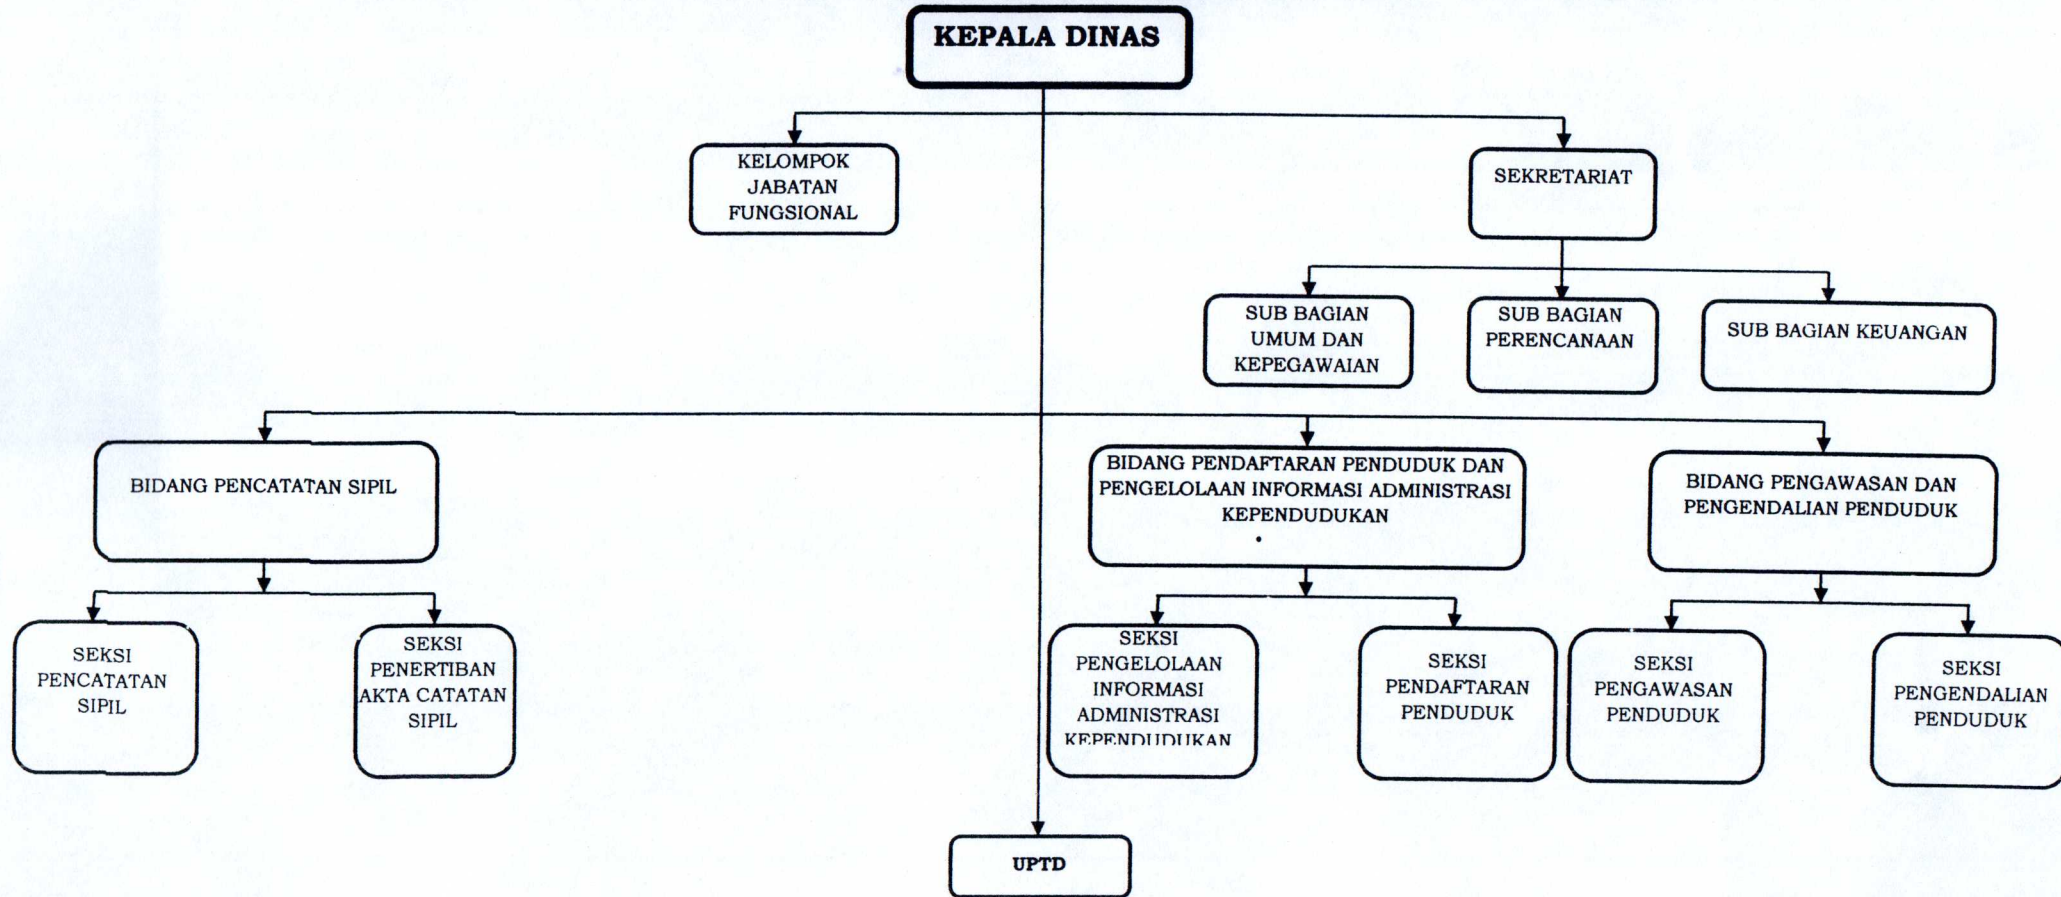 KEPALA DINAS
KELOMPOK
JABATAN
FUNGSIONAL
SEKRETARIAT
SUB BAGIAN
UMUM DAN
KEPEGAWAIAN
SUB BAGIAN
PERENCANAAN
SUB BAGIAN KEUANGAN
BIDANG PENCATATAN SIPIL
BIDANG PENDAFTARAN PENDUDUK DAN
PENGELOLAAN INFORMASI ADMINISTRASI
KEPENDUDUKAN
BIDANG PENGAWASAN DAN
PENGENDALIAN PENDUDUK
SEKSI
PENCATATAN
SIPIL
SEKSI
PENERTIBAN
AKTA CATATAN
SIPIL
SEKSI
PENGELOLAAN
INFORMASI
ADMINISTRASI
KEPENDUDUKAN
SEKSI
PENDAFTARAN
PENDUDUK
SEKSI
PENGAWASAN
PENDUDUK
SEKSI
PENGENDALIAN
PENDUDUK
UPTD